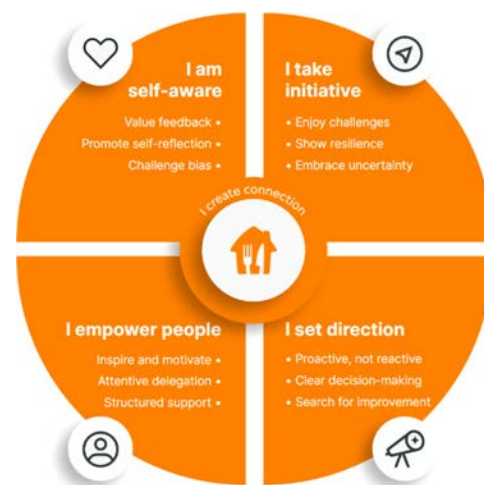 I am
self-aware
Value feedback •
Promote self-reflection •
Challenge bias •
I take
initiative
• Enjoy challenges
• Show resilience
• Embrace uncertainty
I create connection
I empower people
Inspire and motivate •
Attentive delegation •
Structured support •
I set direction
• Proactive, not reactive
• Clear decision-making
• Search for improvement